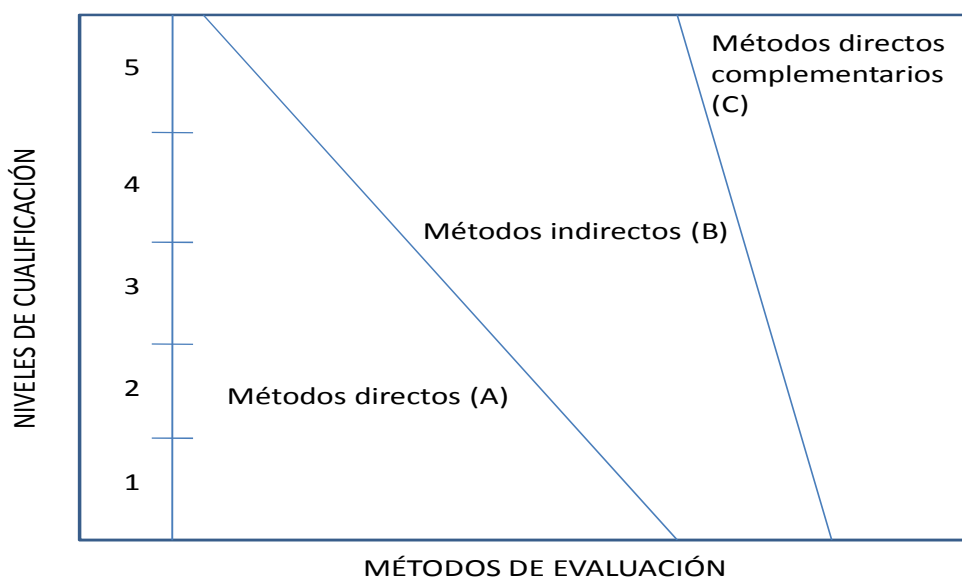 NIVELES DE CUALIFICACIÓN
5
4
3
2
1
Métodos directos
complementarios
(C)
Métodos indirectos (B)
Métodos directos (A)
MÉTODOS DE EVALUACIÓN